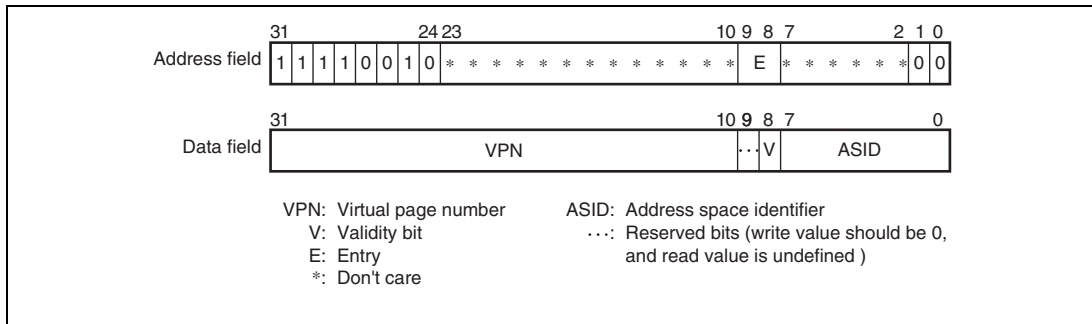 31 24 23 10 9 8 7 2 1 0
Address field 1 1 1 1 0 0 1 0 * * * * * * * * * * * * * * E * * * * * * 0 0
31 10 9 8 7 0
Data field VPN ··· V ASID
VPN: Virtual page number
V: Validity bit
E: Entry
*: Don't care
ASID: Address space identifier
···: Reserved bits (write value should be 0,
and read value is undefined )